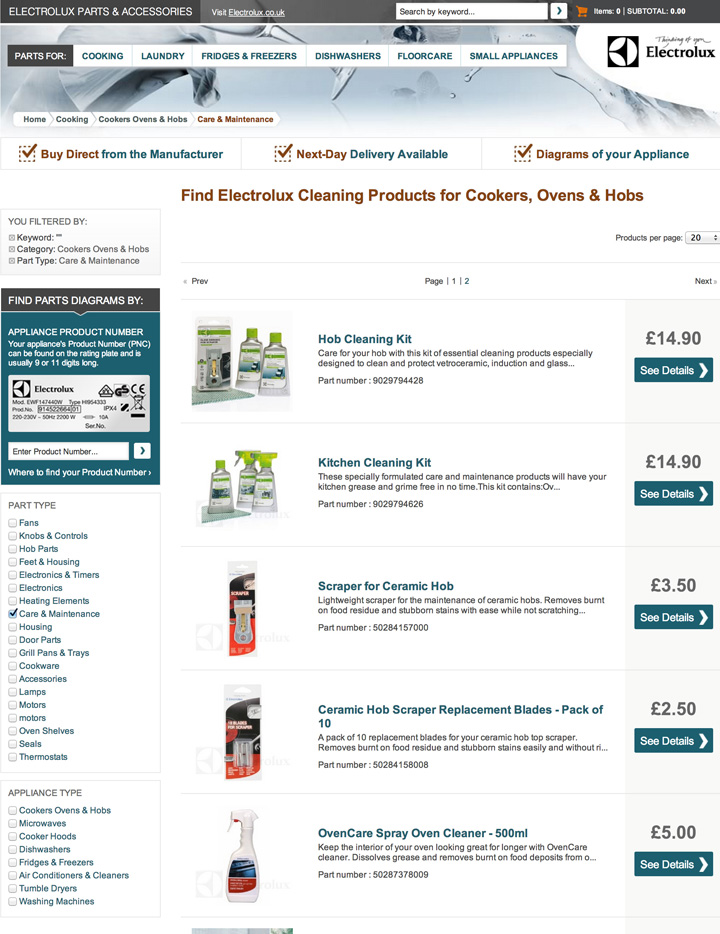 ELECTROLUX PARTS & ACCESSORIES
Visit Electrolux.co.uk
Search by keyword...
Items: 0 | SUBTOTAL: 0.00
PARTS FOR:
COOKING
LAUNDRY
FRIDGES & FREEZERS
DISHWASHERS
FLOORCARE
SMALL APPLIANCES
Thinking of you
Electrolux
Home
Cooking
Cookers Ovens & Hobs
Care & Maintenance
Buy Direct from the Manufacturer
Next-Day Delivery Available
Diagrams of your Appliance
Find Electrolux Cleaning Products for Cookers, Ovens & Hobs
YOU FILTERED BY:
Keyword: ""
Category: Cookers Ovens & Hobs
Part Type: Care & Maintenance
Products per page: 20
« Prev
Page | 1 | 2
Next »
FIND PARTS DIAGRAMS BY:
APPLIANCE PRODUCT NUMBER
Your appliance's Product Number (PNC)
can be found on the rating plate and is
usually 9 or 11 digits long.
Electrolux
Mod. EWF147440W Type HI954333
Prod.No. 914522664 01 IPX4
220-230V ~ 50Hz 2200 W 10A
Ser.No.
Enter Product Number...
Where to find your Product Number ›
PART TYPE
Fans
Knobs & Controls
Hob Parts
Feet & Housing
Electronics & Timers
Electronics
Heating Elements
Care & Maintenance
Housing
Door Parts
Grill Pans & Trays
Cookware
Accessories
Lamps
Motors
motors
Oven Shelves
Seals
Thermostats
APPLIANCE TYPE
Cookers Ovens & Hobs
Microwaves
Cooker Hoods
Dishwashers
Fridges & Freezers
Air Conditioners & Cleaners
Tumble Dryers
Washing Machines
Hob Cleaning Kit
Care for your hob with this kit of essential cleaning products especially
designed to clean and protect vetroceramic, induction and glass...
Part number : 9029794428
£14.90
See Details
Kitchen Cleaning Kit
These specially formulated care and maintenance products will have your
kitchen grease and grime free in no time.This kit contains:Ov...
Part number : 9029794626
£14.90
See Details
SCRAPER
Scraper for Ceramic Hob
Lightweight scraper for the maintenance of ceramic hobs. Removes burnt
on food residue and stubborn stains with ease while not scratching...
Part number : 50284157000
£3.50
See Details
Ceramic Hob Scraper Replacement Blades - Pack of
10
A pack of 10 replacement blades for your ceramic hob top scraper.
Removes burnt on food residue and stubborn stains easily and without ri...
Part number : 50284158008
£2.50
See Details
OvenCare Spray Oven Cleaner - 500ml
Keep the interior of your oven looking great for longer with OvenCare
cleaner. Dissolves grease and removes burnt on food deposits from o...
Part number : 50287378009
£5.00
See Details